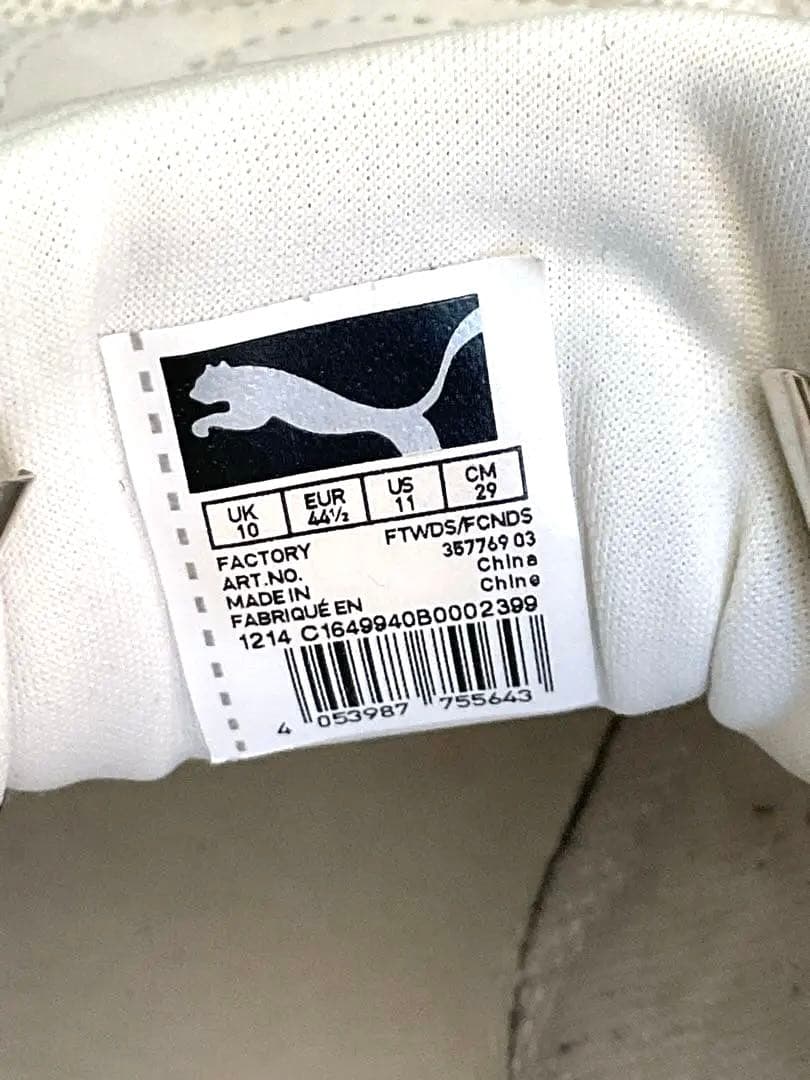 UK EUR US CM
10 44½ 11 29
FACTORY FTWDS/FCNDS
ART.NO. 357769 03
MADE IN China
FABRIQUÉ EN Chine
1214 C1649940B0002399
4 053987 755643